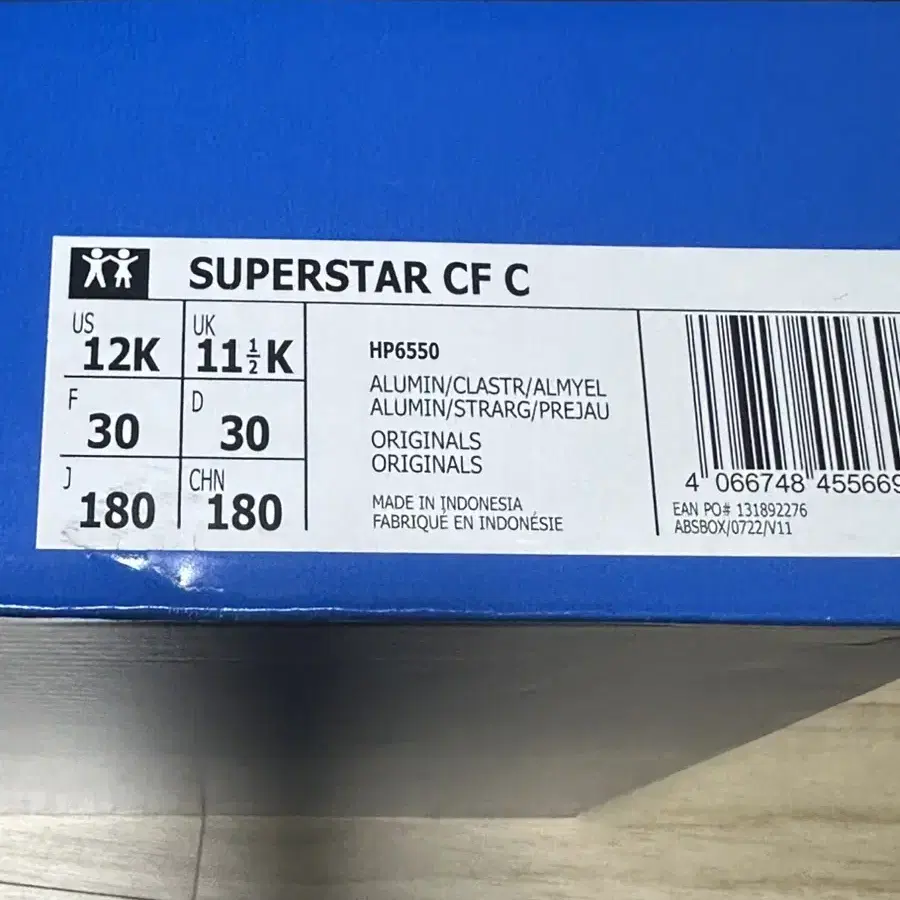 SUPERSTAR CF C
US
12K
UK
11½K
F
30
D
30
J
180
CHN
180
HP6550
ALUMIN/CLASTR/ALMYEL
ALUMIN/STRARG/PREJAU
ORIGINALS
ORIGINALS
MADE IN INDONESIA
FABRIQUÉ EN INDONÉSIE
4 066748 455669
EAN PO# 131892276
ABSBOX/0722/V11